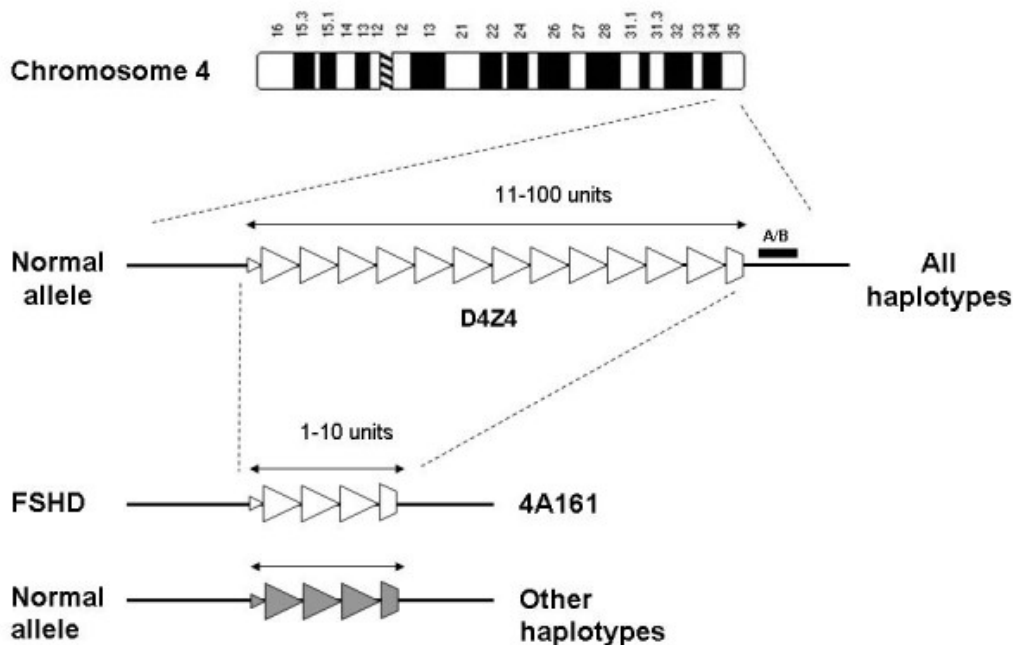 16 15.3 15.1 14 13 12 12 13 21 22 24 26 27 28 31.1 31.3 32 33 34 35
Chromosome 4
11-100 units
A/B
Normal
allele
All
haplotypes
D4Z4
1-10 units
FSHD
4A161
Normal
allele
Other
haplotypes